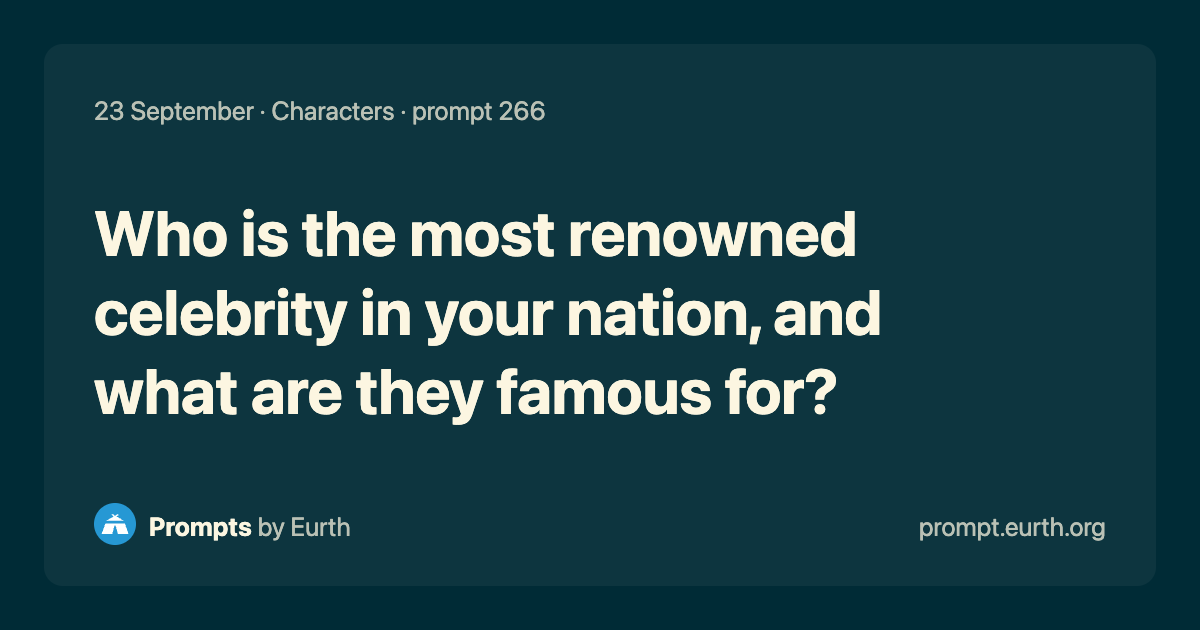 23 September · Characters · prompt 266
Who is the most renowned
celebrity in your nation, and
what are they famous for?
Prompts by Eurth
prompt.eurth.org